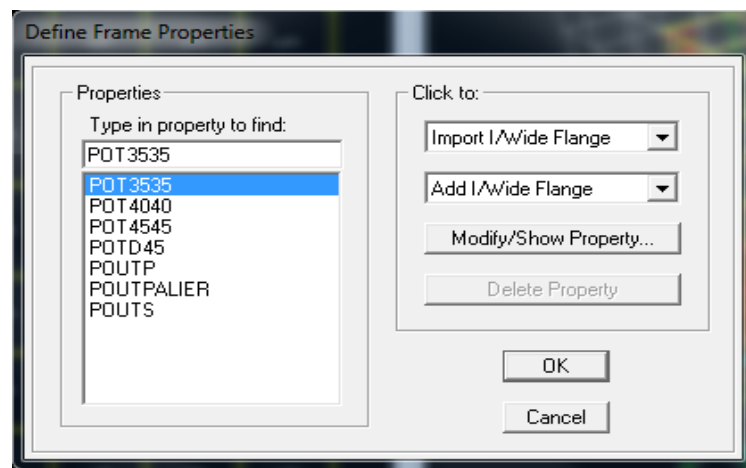 Define Frame Properties
Properties
Type in property to find:
POT3535
POT3535
POT4040
POT4545
POTD45
POUTP
POUTPALIER
POUTS
Click to:
Import I/Wide Flange
Add I/Wide Flange
Modify/Show Property...
Delete Property
OK
Cancel